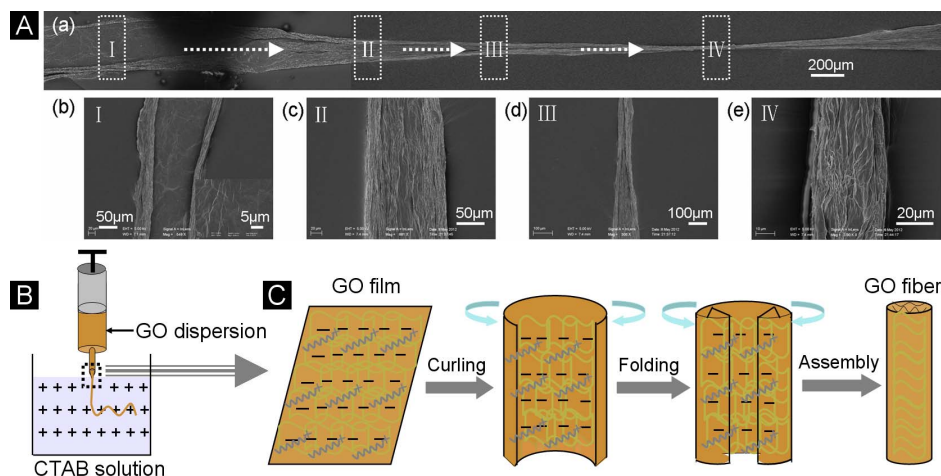 A
(a)
I
II
III
IV
200μm
(b)
I
50μm
5μm
(c)
II
50μm
(d)
III
100μm
(e)
IV
20μm
B
GO dispersion
CTAB solution
C
GO film
Curling
Folding
Assembly
GO fiber